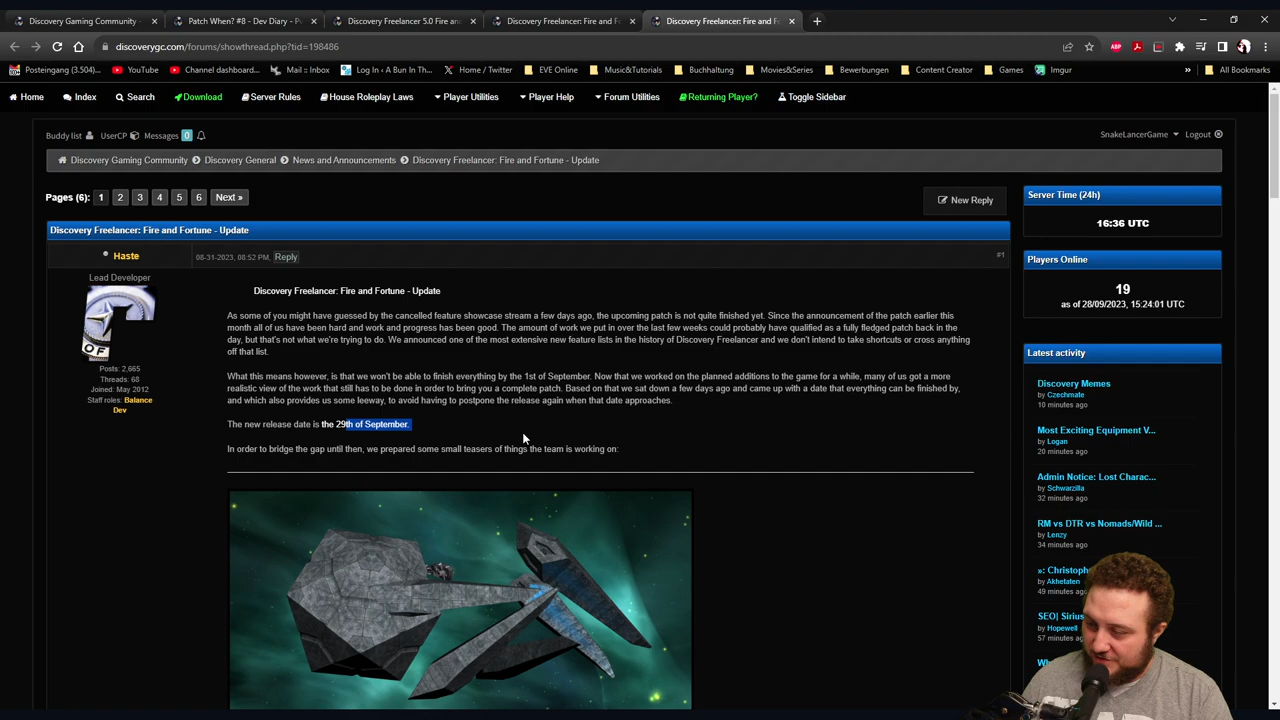 Discovery Gaming Community -
Patch When? #8 - Dev Diary - P
Discovery Freelancer 5.0 Fire an
Discovery Freelancer: Fire and F
Discovery Freelancer: Fire and F
discoverygc.com/forums/showthread.php?tid=198486
Posteingang (3.504)...
YouTube
Channel dashboard...
Mail :: Inbox
Log In ‹ A Bun In Th...
Home / Twitter
EVE Online
Music&Tutorials
Buchhaltung
Movies&Series
Bewerbungen
Content Creator
Games
Imgur
»
All Bookmarks
Home
Index
Search
Download
Server Rules
House Roleplay Laws
Player Utilities
Player Help
Forum Utilities
Returning Player?
Toggle Sidebar
Buddy list
UserCP
Messages 0
SnakeLancerGame
Logout
Discovery Gaming Community
Discovery General
News and Announcements
Discovery Freelancer: Fire and Fortune - Update
Pages (6): 1 2 3 4 5 6 Next »
New Reply
Discovery Freelancer: Fire and Fortune - Update
Haste
08-31-2023, 08:52 PM, Reply
#1
Lead Developer
OF
Posts: 2,665
Threads: 68
Joined: May 2012
Staff roles: Balance
Dev
Discovery Freelancer: Fire and Fortune - Update
As some of you might have guessed by the cancelled feature showcase stream a few days ago, the upcoming patch is not quite finished yet. Since the announcement of the patch earlier this
month all of us have been hard and work and progress has been good. The amount of work we put in over the last few weeks could probably have qualified as a fully fledged patch back in the
day, but that's not what we're trying to do. We announced one of the most extensive new feature lists in the history of Discovery Freelancer and we don't intend to take shortcuts or cross anything
off that list.
What this means however, is that we won't be able to finish everything by the 1st of September. Now that we worked on the planned additions to the game for a while, many of us got a more
realistic view of the work that still has to be done in order to bring you a complete patch. Based on that we sat down a few days ago and came up with a date that everything can be finished by,
and which also provides us some leeway, to avoid having to postpone the release again when that date approaches.
The new release date is the 29th of September.
In order to bridge the gap until then, we prepared some small teasers of things the team is working on:
Server Time (24h)
16:36 UTC
Players Online
19
as of 28/09/2023, 15:24:01 UTC
Latest activity
Discovery Memes
by Czechmate
10 minutes ago
Most Exciting Equipment V...
by Logan
20 minutes ago
Admin Notice: Lost Charac...
by Schwarzilla
32 minutes ago
RM vs DTR vs Nomads/Wild ...
by Lenzy
34 minutes ago
»: Christoph
by Akhetaten
49 minutes ago
SEO| Sirius
by Hopewell
57 minutes ago